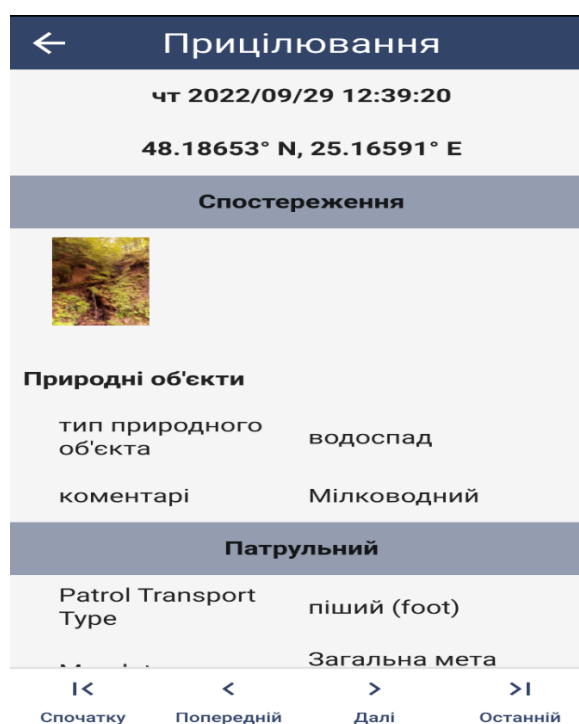 Прицілювання
чт 2022/09/29 12:39:20
48.18653° N, 25.16591° E
Спостереження
Природні об'єкти
тип природного
об'єкта
водоспад
коментарі
Мілководний
Патрульний
Patrol Transport
Type
піший (foot)
Загальна мета
Спочатку
Попередній
Далі
Останній